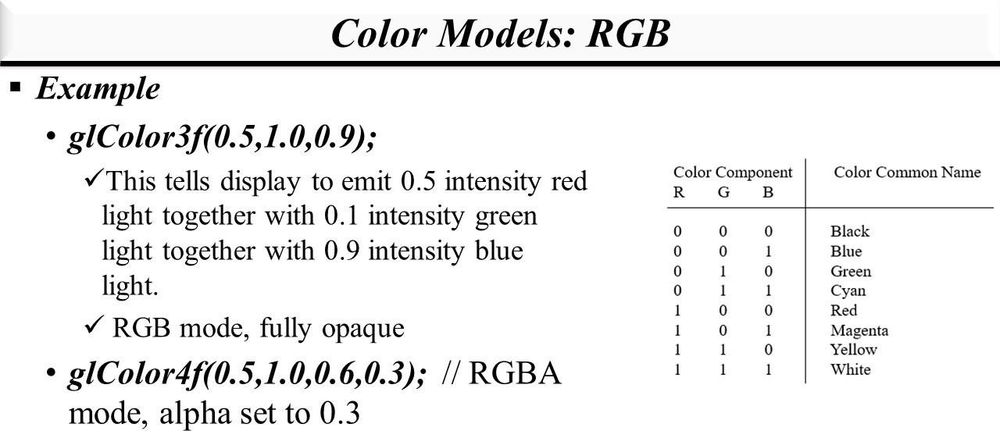 Color Models: RGB
▪ Example
• glColor3f(0.5,1.0,0.9);
✓This tells display to emit 0.5 intensity red
light together with 0.1 intensity green
light together with 0.9 intensity blue
light.
✓ RGB mode, fully opaque
• glColor4f(0.5,1.0,0.6,0.3); // RGBA
mode, alpha set to 0.3
Color Component Color Common Name
R G B
0 0 0 Black
0 0 1 Blue
0 1 0 Green
0 1 1 Cyan
1 0 0 Red
1 0 1 Magenta
1 1 0 Yellow
1 1 1 White